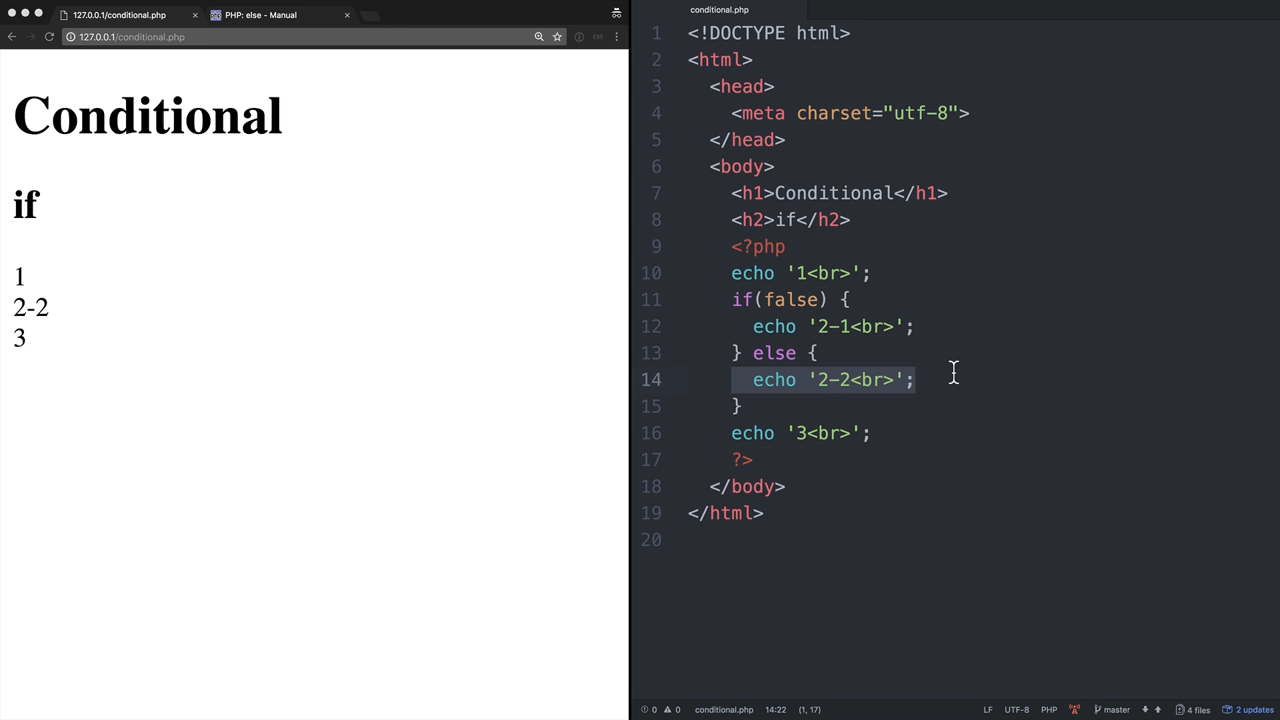 127.0.0.1/conditional.php
PHP: else - Manual
127.0.0.1/conditional.php
Conditional
if
1
2-2
3
conditional.php
1 <!DOCTYPE html>
2 <html>
3 <head>
4 <meta charset="utf-8">
5 </head>
6 <body>
7 <h1>Conditional</h1>
8 <h2>if</h2>
9 <?php
10 echo '1<br>';
11 if(false) {
12 echo '2-1<br>';
13 } else {
14 echo '2-2<br>';
15 }
16 echo '3<br>';
17 ?>
18 </body>
19 </html>
20
0 0 conditional.php 14:22 (1, 17) LF UTF-8 PHP master 4 files 2 updates